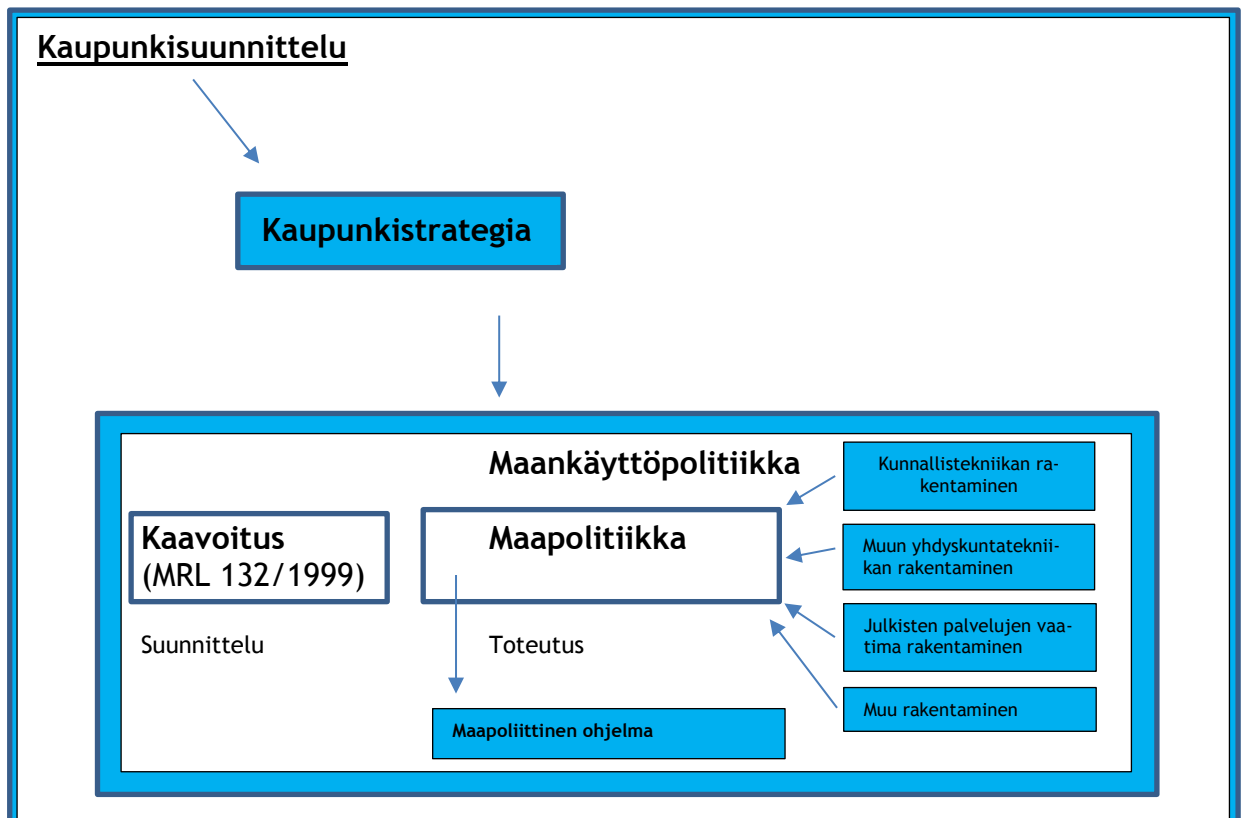 Kaupunkisuunnittelu
Kaupunkistrategia
Maankäyttöpolitiikka
Kaavoitus
(MRL 132/1999)
Suunnittelu
Maapolitiikka
Toteutus
Maapoliittinen ohjelma
Kunnallistekniikan ra-
kentaminen
Muun yhdyskuntatekni-
kan rakentaminen
Julkisten palvelujen vaa-
tima rakentaminen
Muu rakentaminen